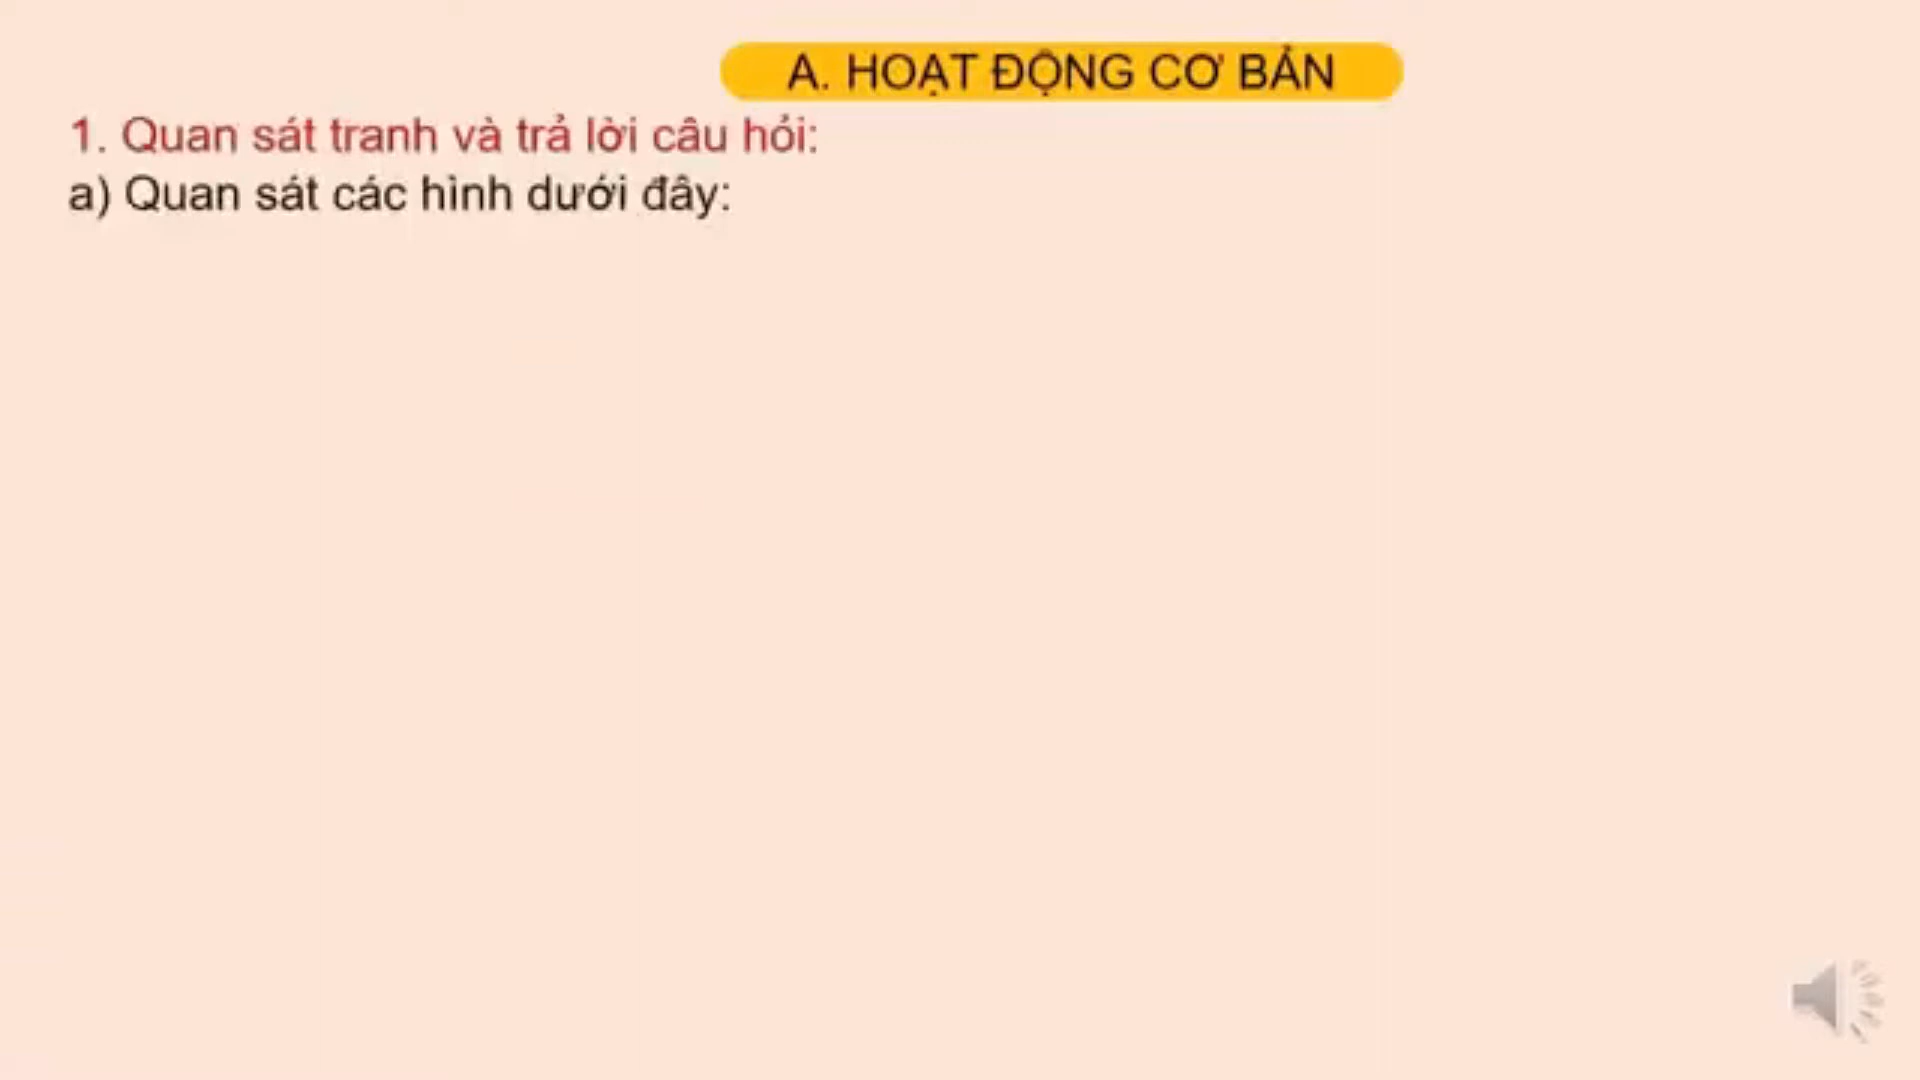 A. HOẠT ĐỘNG CƠ BẢN
1. Quan sát tranh và trả lời câu hỏi:
a) Quan sát các hình dưới đây: